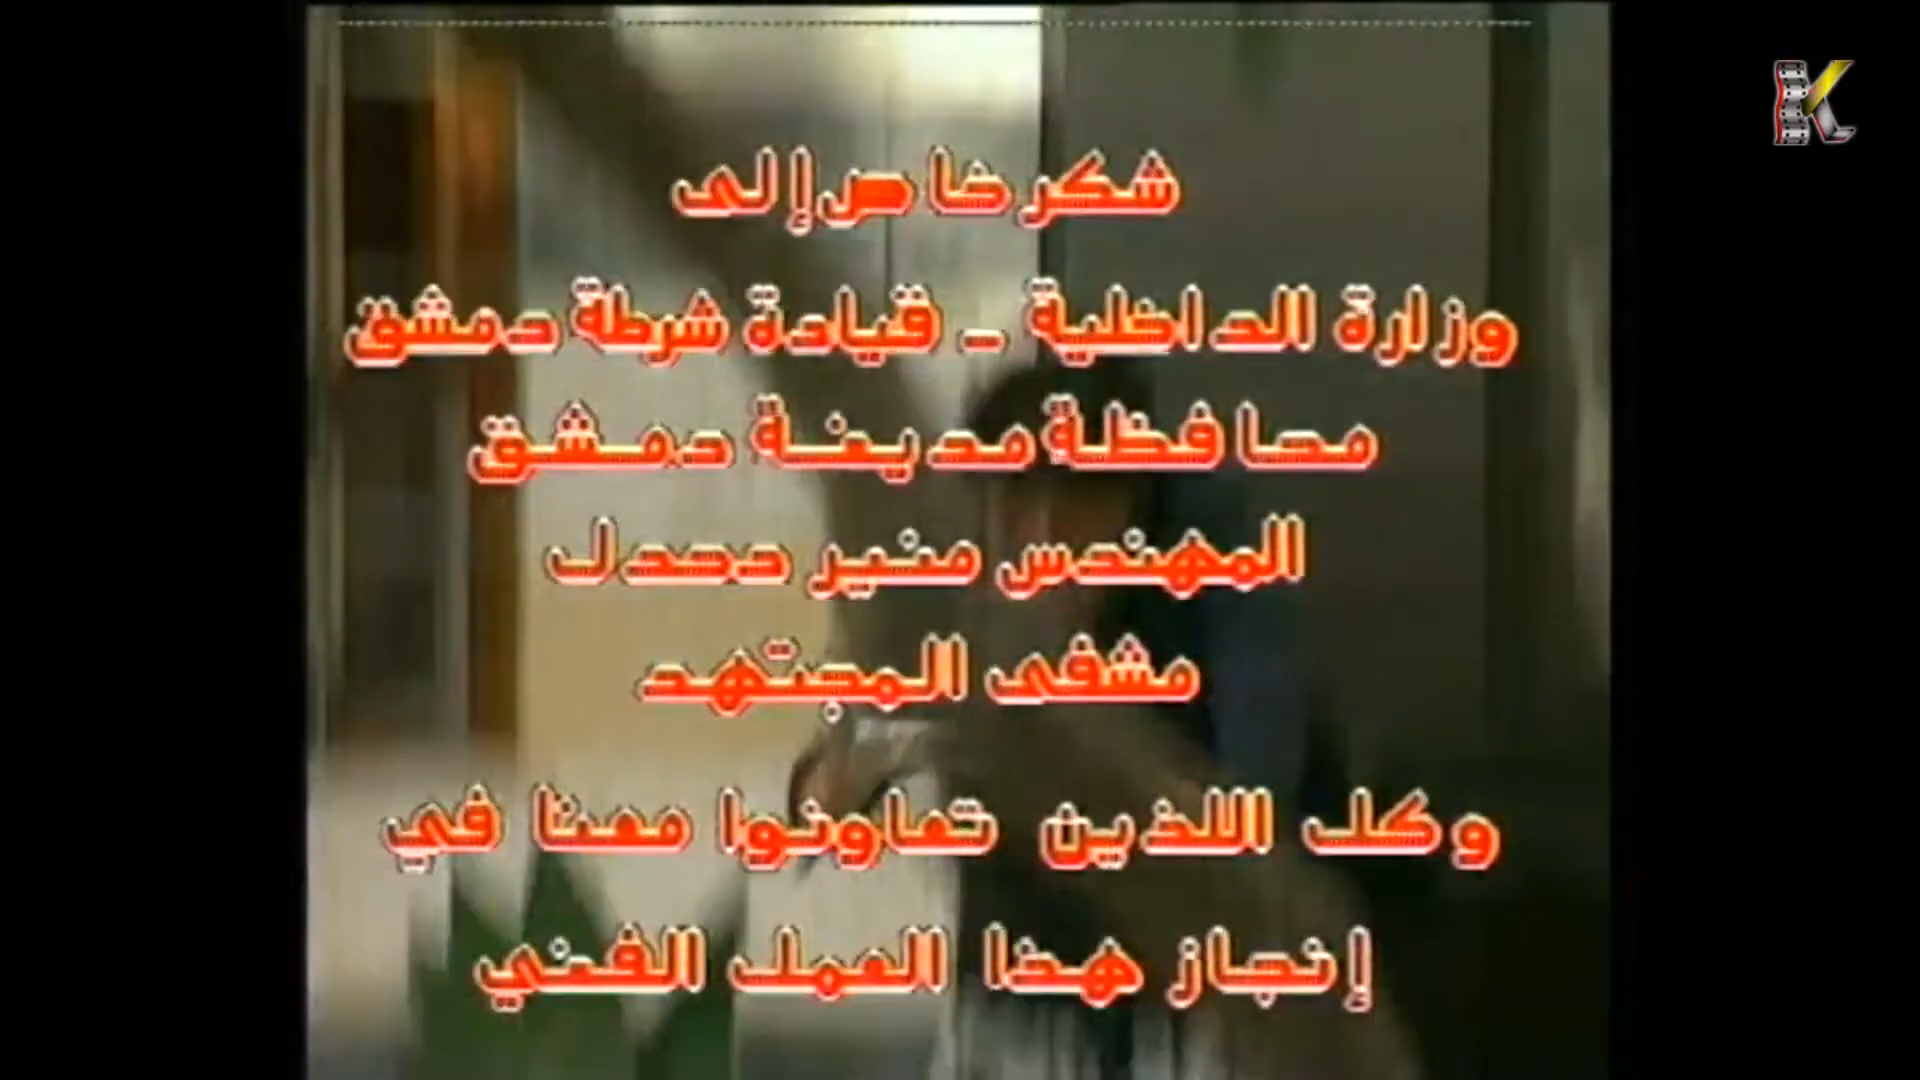 شكر خاص إلى
وزارة الداخلية - قيادة شرطة دمشق
محافظة مدينة دمشق
المهندس منير دحدل
مشفى المجتهد
وكل اللذين تعاونوا معنا في
إنجاز هذا العمل الفني
K